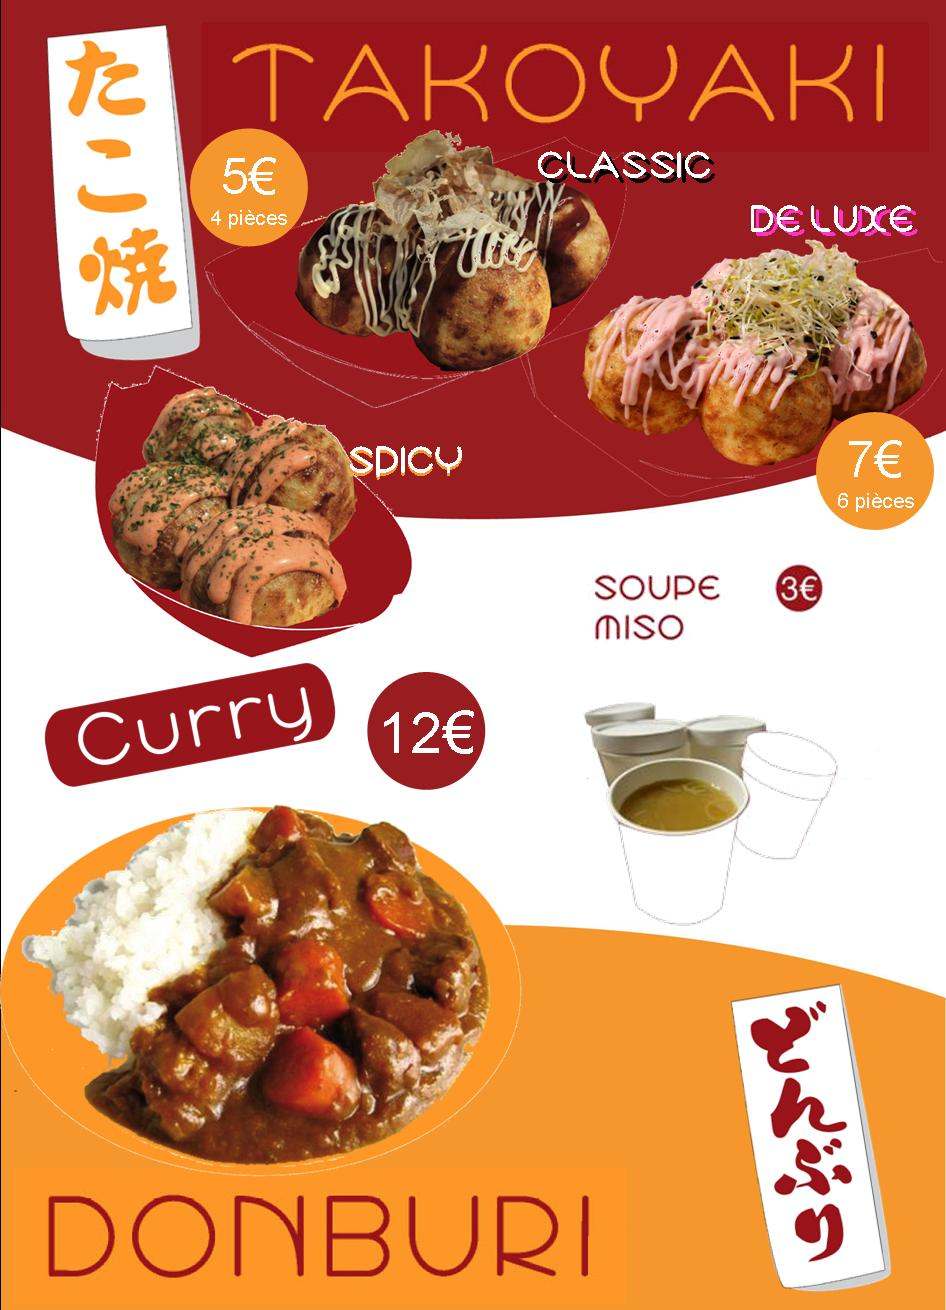 たこ焼
TAKOYAKI
5€
4 pièces
CLASSIC
DE LUXE
SPICY
7€
6 pièces
SOUPE
MISO
3€
Curry
12€
どんぶり
DONBURI